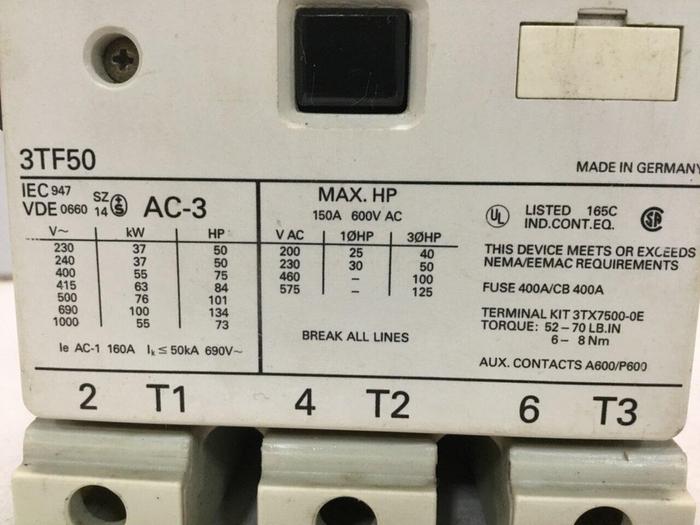 3TF50
MADE IN GERMANY
IEC 947
VDE 0660 SZ 14 S AC-3
V~ kW HP
230 37 50
240 37 50
400 55 75
415 63 84
500 76 101
690 100 134
1000 55 73
Ie AC-1 160A Ik ≤ 50kA 690V~
MAX. HP
150A 600V AC
V AC 1ØHP 3ØHP
200 25 40
230 30 50
460 – 100
575 – 125
BREAK ALL LINES
UL LISTED 165C SA
IND.CONT.EQ.
THIS DEVICE MEETS OR EXCEEDS
NEMA/EEMAC REQUIREMENTS
FUSE 400A/CB 400A
TERMINAL KIT 3TX7500-0E
TORQUE: 52–70 LB.IN
6– 8 Nm
AUX. CONTACTS A600/P600
2 T1 4 T2 6 T3